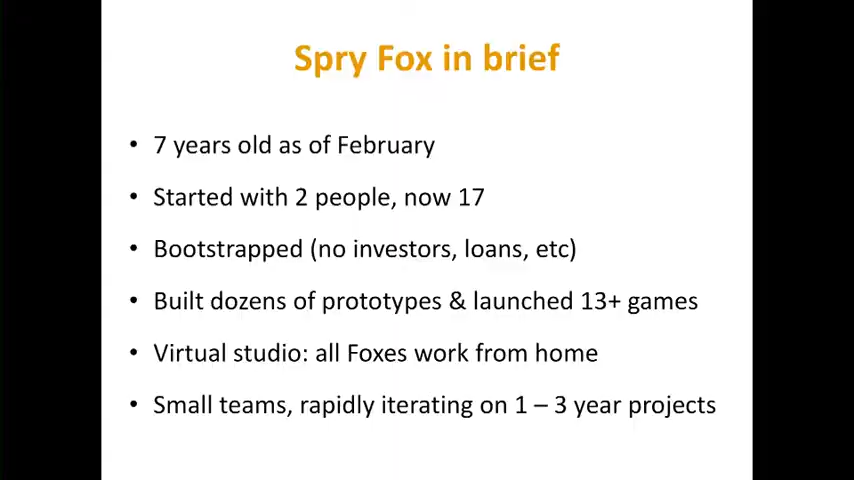 Spry Fox in brief
• 7 years old as of February
• Started with 2 people, now 17
• Bootstrapped (no investors, loans, etc)
• Built dozens of prototypes & launched 13+ games
• Virtual studio: all Foxes work from home
• Small teams, rapidly iterating on 1 – 3 year projects